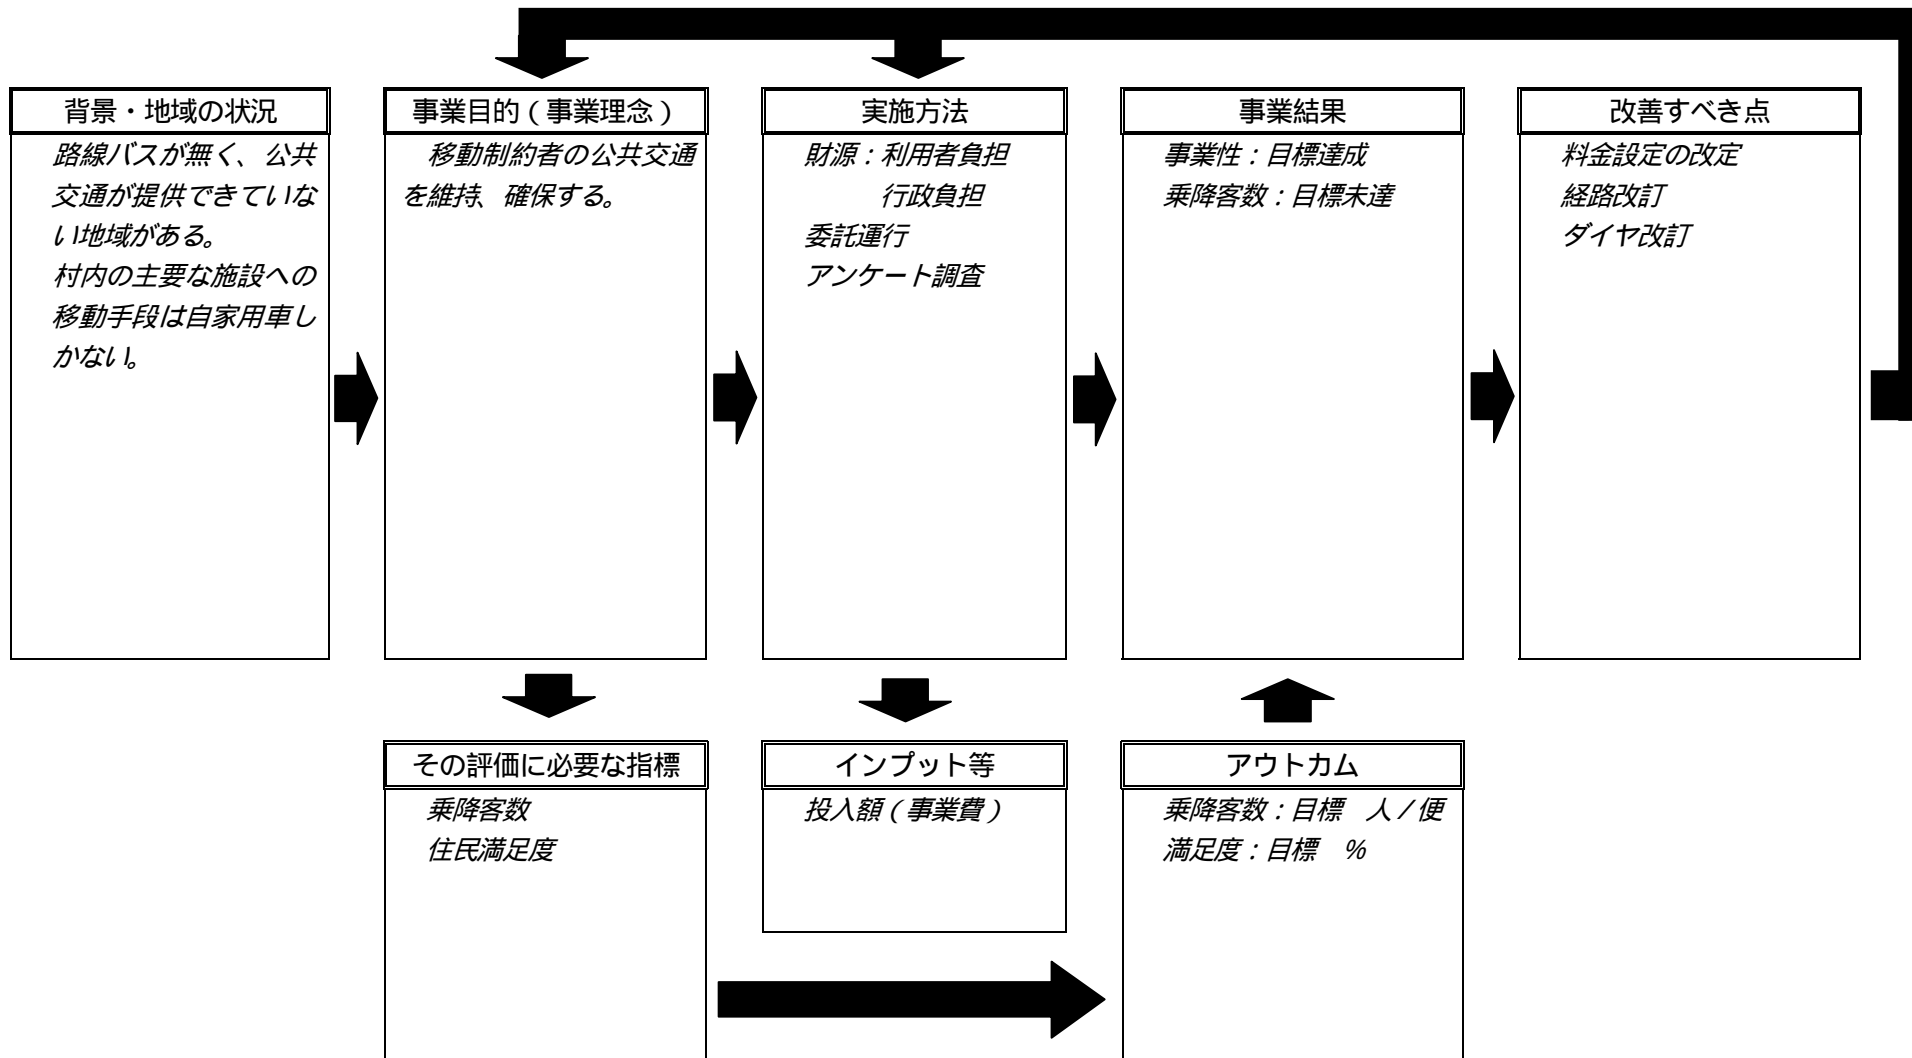 背景・地域の状況
路線バスが無く、公共
交通が提供できていな
い地域がある。
村内の主要な施設への
移動手段は自家用車し
かない。
事業目的(事業理念)
移動制約者の公共交通
を維持、確保する。
実施方法
財源:利用者負担
行政負担
委託運行
アンケート調査
事業結果
事業性:目標達成
乗降客数:目標未達
改善すべき点
料金設定の改定
経路改訂
ダイヤ改訂
その評価に必要な指標
乗降客数
住民満足度
インプット等
投入額(事業費)
アウトカム
乗降客数:目標 人/便
満足度:目標 %